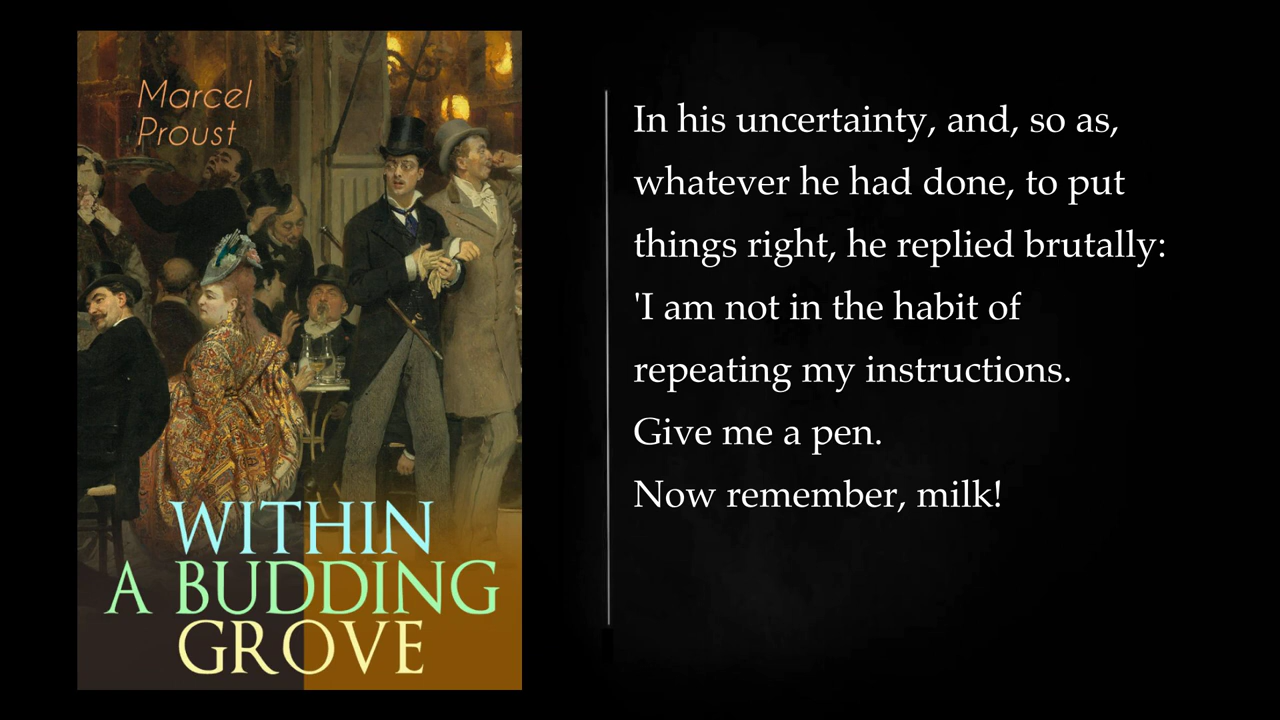 Marcel
Proust
WITHIN
A BUDDING
GROVE
In his uncertainty, and, so as,
whatever he had done, to put
things right, he replied brutally:
'I am not in the habit of
repeating my instructions.
Give me a pen.
Now remember, milk!